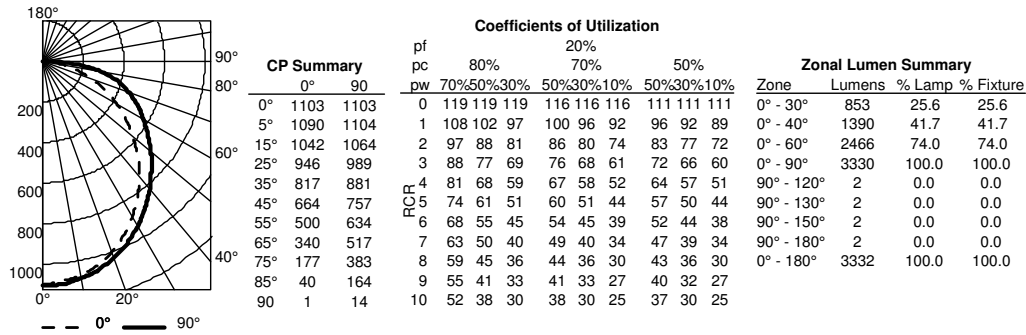 180°
90°
80°
200
400
60°
600
800
1000
40°
0° 20°
0° 90°
CP Summary
0° 90
0° 1103 1103
5° 1090 1104
15° 1042 1064
25° 946 989
35° 817 881
45° 664 757
55° 500 634
65° 340 517
75° 177 383
85° 40 164
90 1 14
Coefficients of Utilization
pf 20%
pc 80% 70% 50%
pw 70%50%30% 50%30%10% 50%30%10%
RCR
0 119 119 119 116 116 116 111 111 111
1 108 102 97 100 96 92 96 92 89
2 97 88 81 86 80 74 83 77 72
3 88 77 69 76 68 61 72 66 60
4 81 68 59 67 58 52 64 57 51
5 74 61 51 60 51 44 57 50 44
6 68 55 45 54 45 39 52 44 38
7 63 50 40 49 40 34 47 39 34
8 59 45 36 44 36 30 43 36 30
9 55 41 33 41 33 27 40 32 27
10 52 38 30 38 30 25 37 30 25
Zonal Lumen Summary
Zone Lumens % Lamp % Fixture
0° - 30° 853 25.6 25.6
0° - 40° 1390 41.7 41.7
0° - 60° 2466 74.0 74.0
0° - 90° 3330 100.0 100.0
90° - 120° 2 0.0 0.0
90° - 130° 2 0.0 0.0
90° - 150° 2 0.0 0.0
90° - 180° 2 0.0 0.0
0° - 180° 3332 100.0 100.0